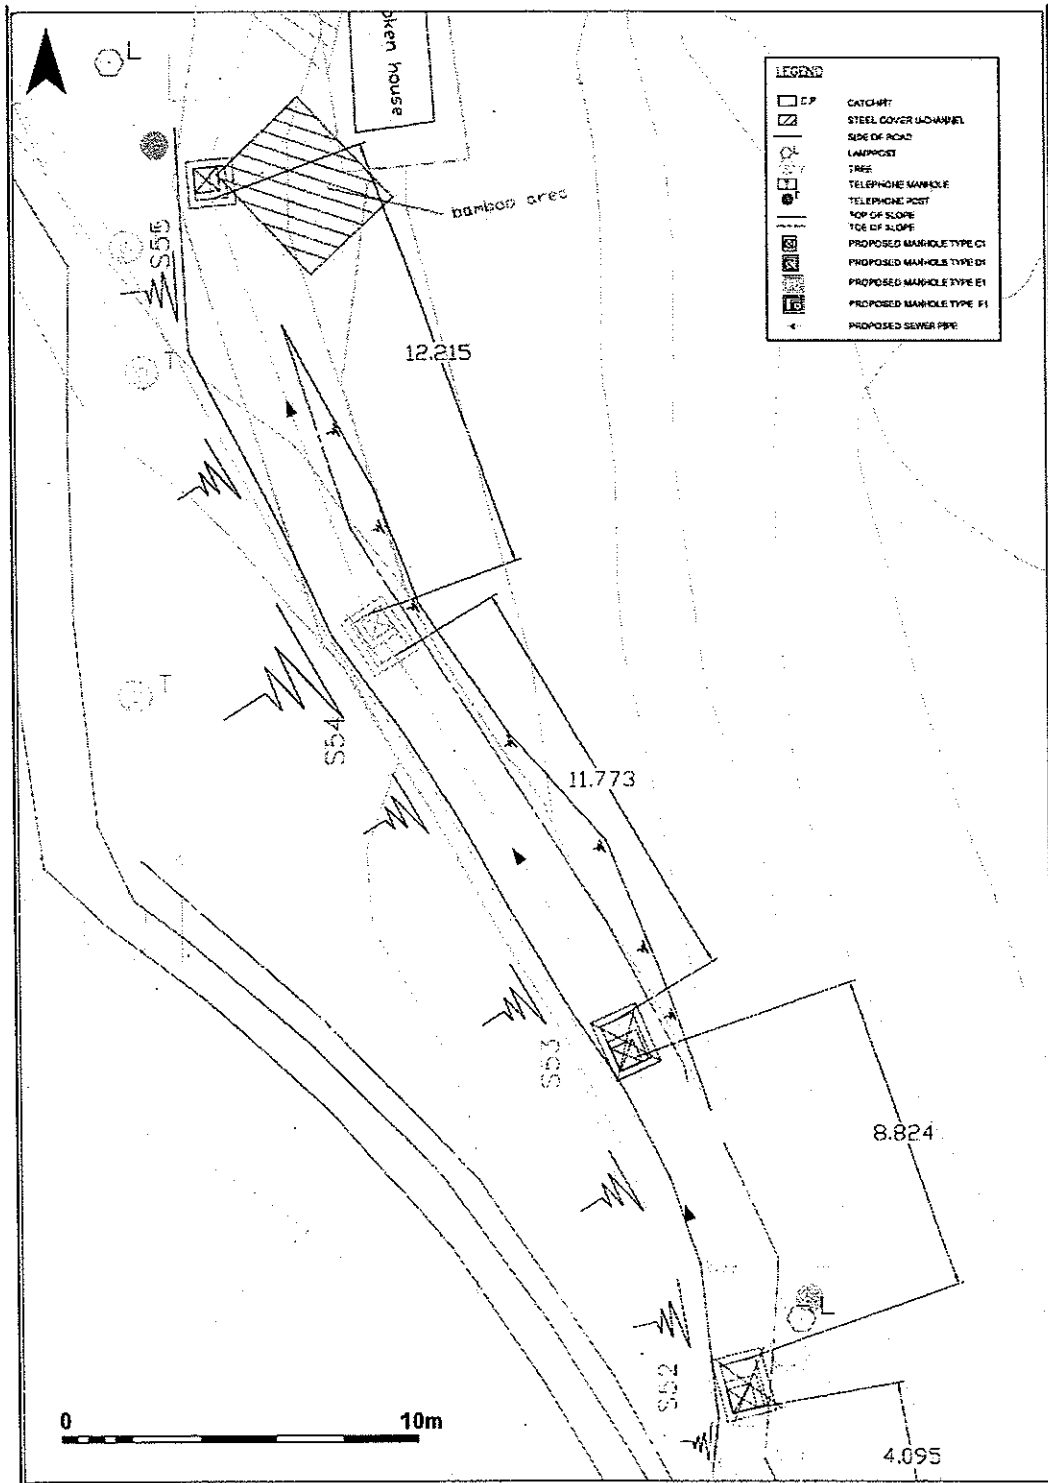 L
oken house
LEGEND
C.P CATCHPIT
STEEL COVER U-CHANNEL
SIDE OF ROAD
L LAMPPOST
TREE
T TELEPHONE MANHOLE
T TELEPHONE POST
TOP OF SLOPE
TOE OF SLOPE
PROPOSED MANHOLE TYPE C1
PROPOSED MANHOLE TYPE D1
PROPOSED MANHOLE TYPE E1
PROPOSED MANHOLE TYPE F1
PROPOSED SEWER PIPE
bamboo area
S55
12.215
T
T
S54
11.773
S53
8.824
L
S52
0 10m
4.095